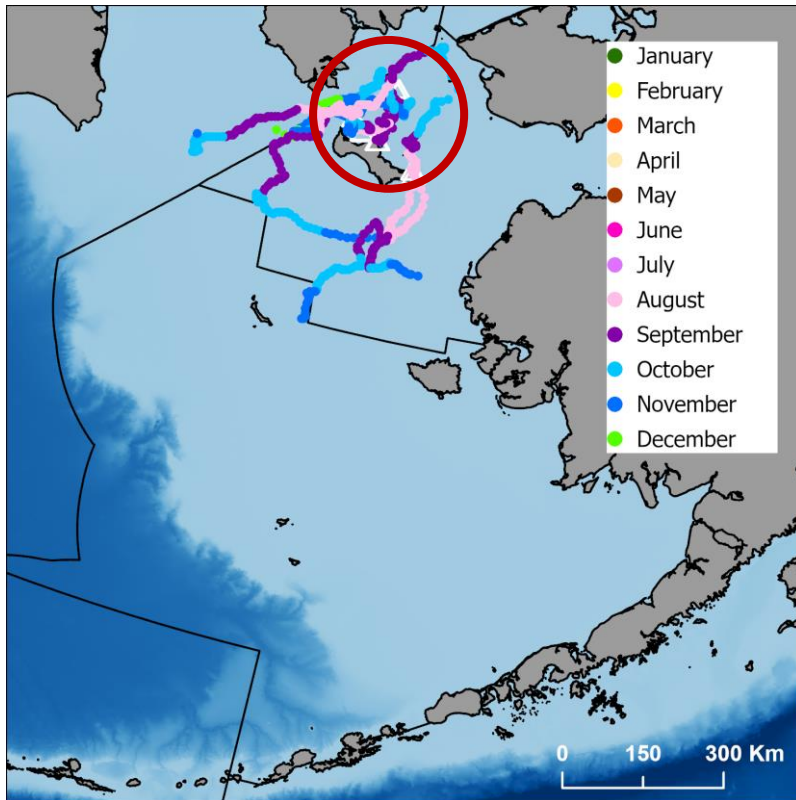 January
February
March
April
May
June
July
August
September
October
November
December
0 150 300 Km